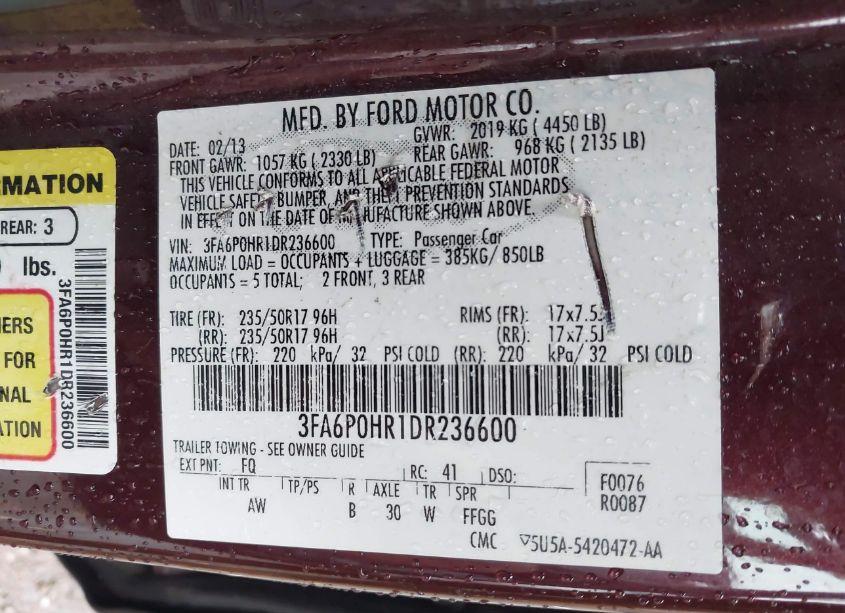 MFD. BY FORD MOTOR CO.
DATE: 02/13 GVWR: 2019 KG ( 4450 LB)
FRONT GAWR: 1057 KG ( 2330 LB) REAR GAWR: 968 KG ( 2135 LB)
THIS VEHICLE CONFORMS TO ALL APPLICABLE FEDERAL MOTOR
VEHICLE SAFETY BUMPER, AND THEFT PREVENTION STANDARDS
IN EFFECT ON THE DATE OF MANUFACTURE SHOWN ABOVE.
VIN: 3FA6P0HR1DR236600 TYPE: Passenger Car
MAXIMUM LOAD = OCCUPANTS + LUGGAGE = 385KG/ 850LB
OCCUPANTS = 5 TOTAL; 2 FRONT, 3 REAR
TIRE (FR): 235/50R17 96H RIMS (FR): 17x7.5J
(RR): 235/50R17 96H (RR): 17x7.5J
PRESSURE (FR): 220 kPa/ 32 PSI COLD (RR): 220 kPa/ 32 PSI COLD
3FA6P0HR1DR236600
TRAILER TOWING - SEE OWNER GUIDE
EXT PNT: FQ RC: 41 DSO:
INT TR TP/PS R AXLE TR SPR
AW B 30 W FFGG
F0076
R0087
CMC ▽5U5A-5420472-AA
RMATION
REAR: 3
lbs.
3FA6P0HR1DR236600
NERS
FOR
NAL
ATION